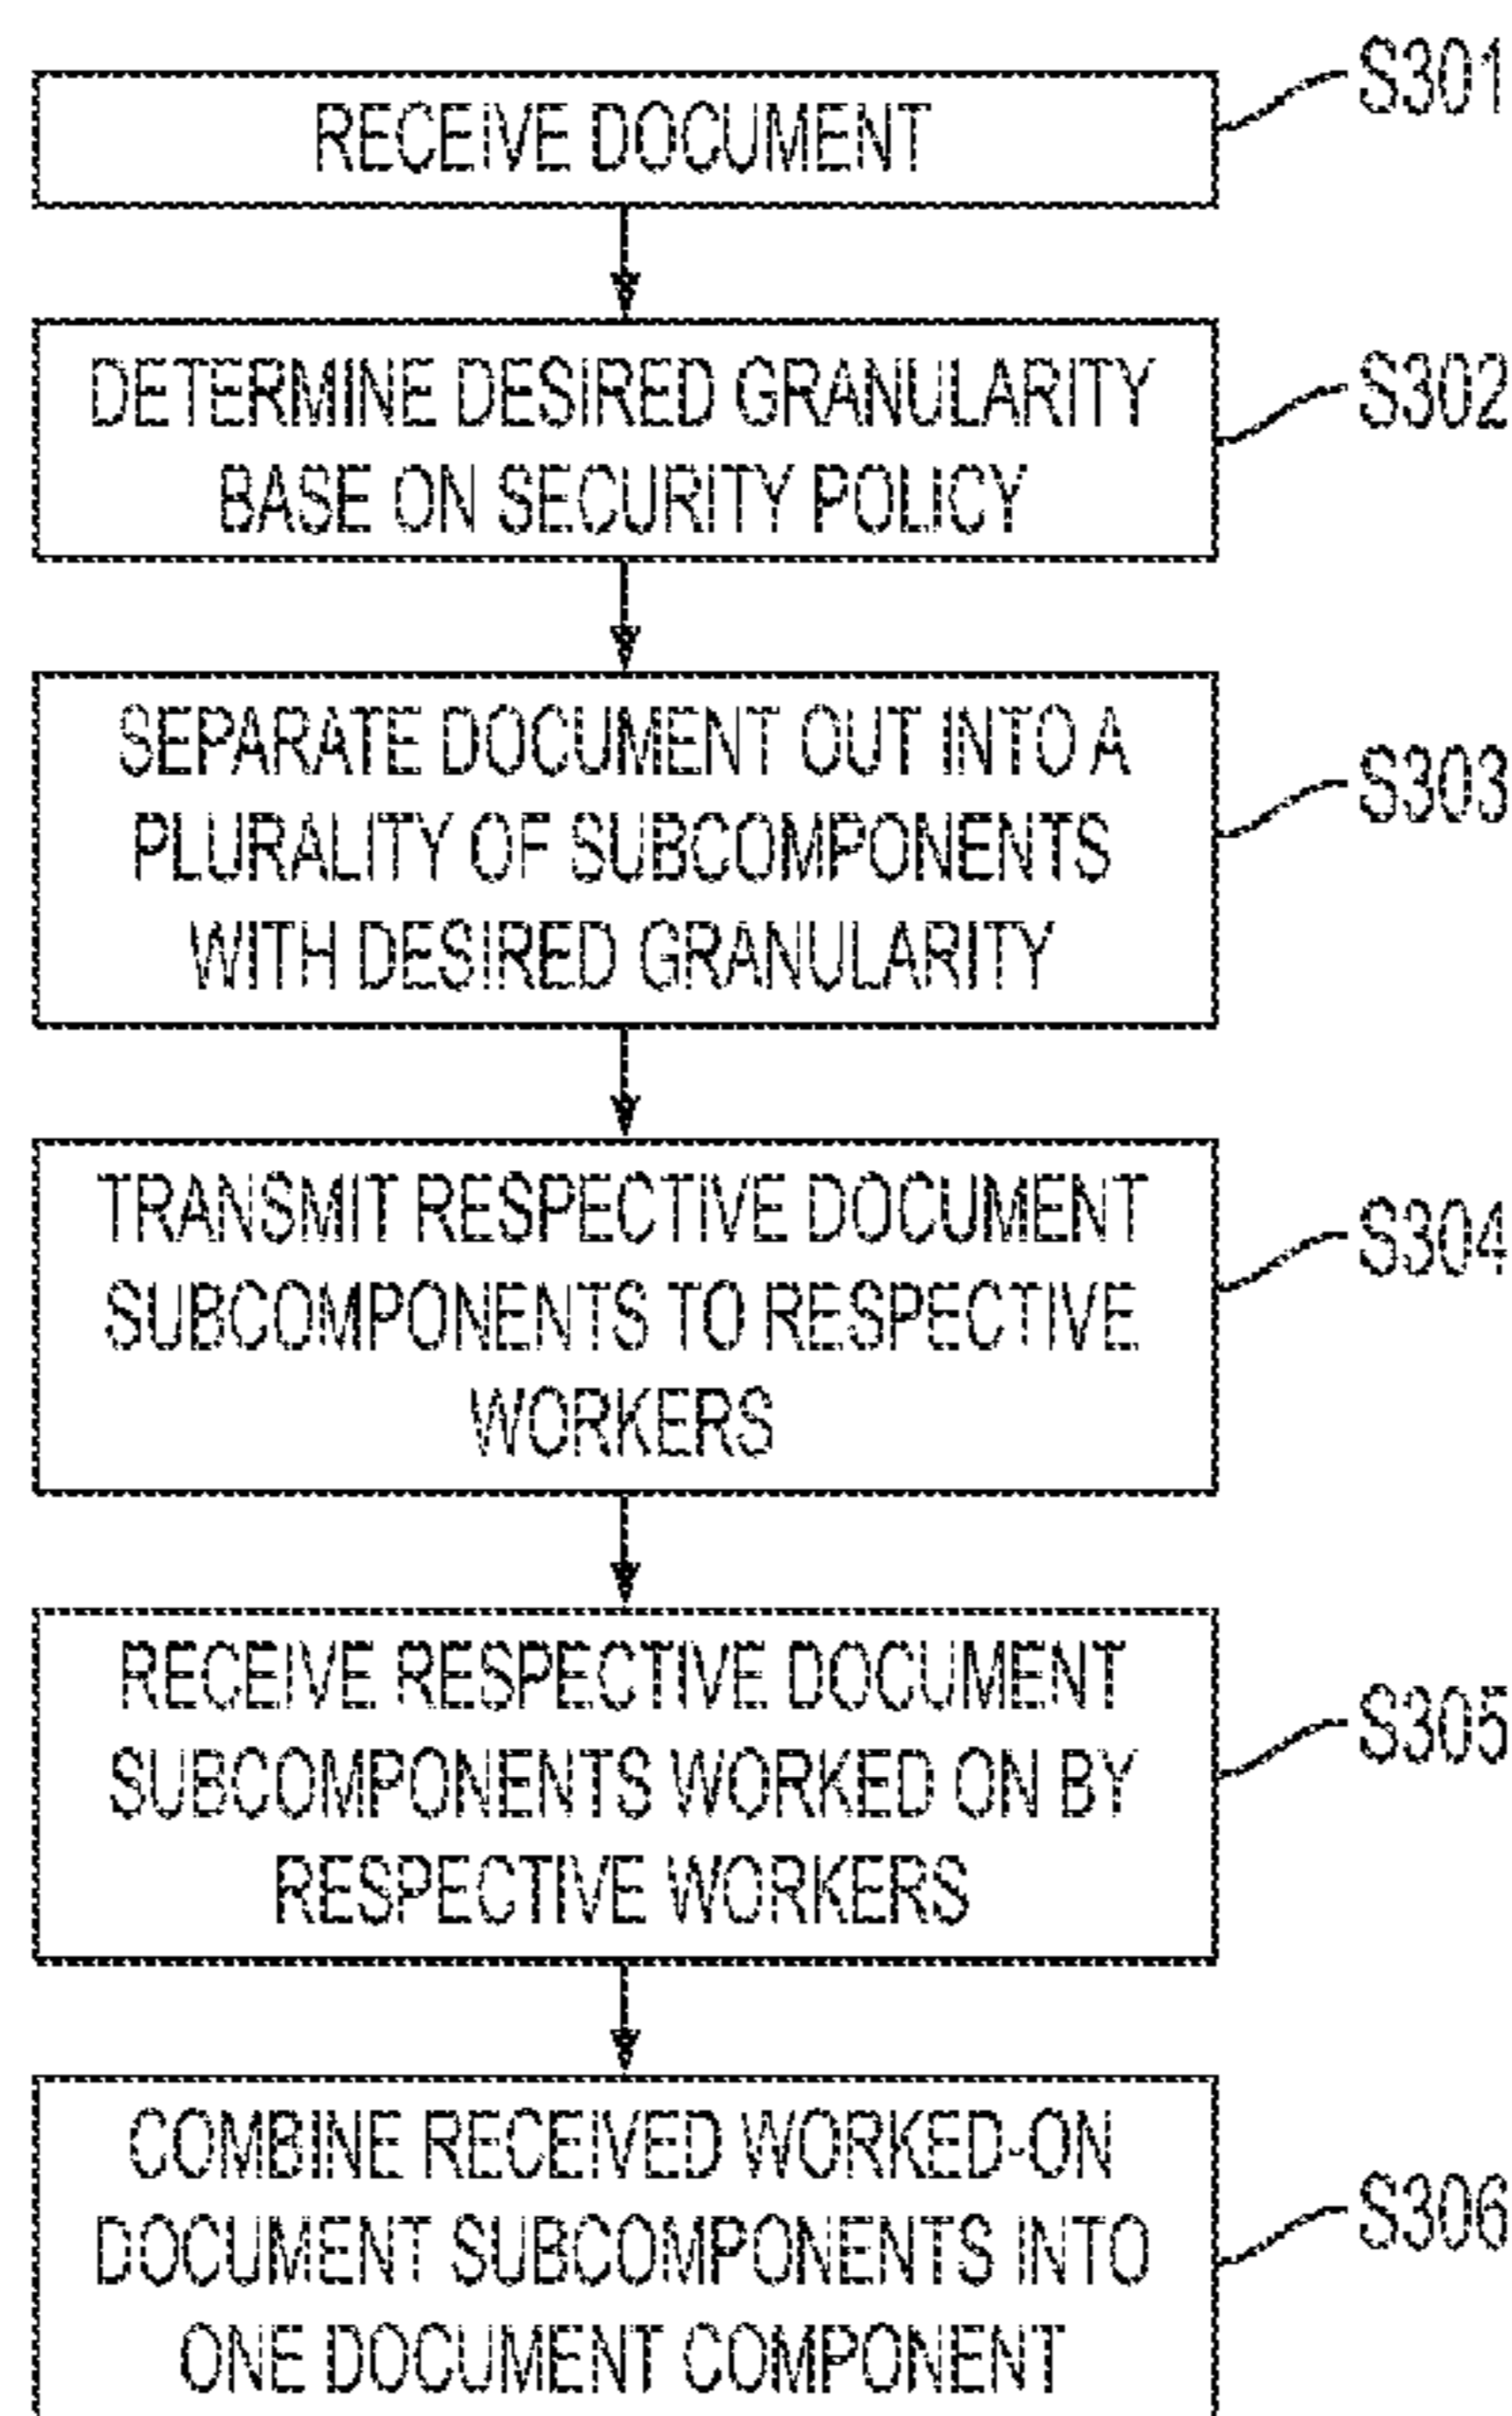 RECEIVE DOCUMENT
S301
DETERMINE DESIRED GRANULARITY
BASE ON SECURITY POLICY
S302
SEPARATE DOCUMENT OUT INTO A
PLURALITY OF SUBCOMPONENTS
WITH DESIRED GRANULARITY
S303
TRANSMIT RESPECTIVE DOCUMENT
SUBCOMPONENTS TO RESPECTIVE
WORKERS
S304
RECEIVE RESPECTIVE DOCUMENT
SUBCOMPONENTS WORKED ON BY
RESPECTIVE WORKERS
S305
COMBINE RECEIVED WORKED-ON
DOCUMENT SUBCOMPONENTS INTO
ONE DOCUMENT COMPONENT
S306